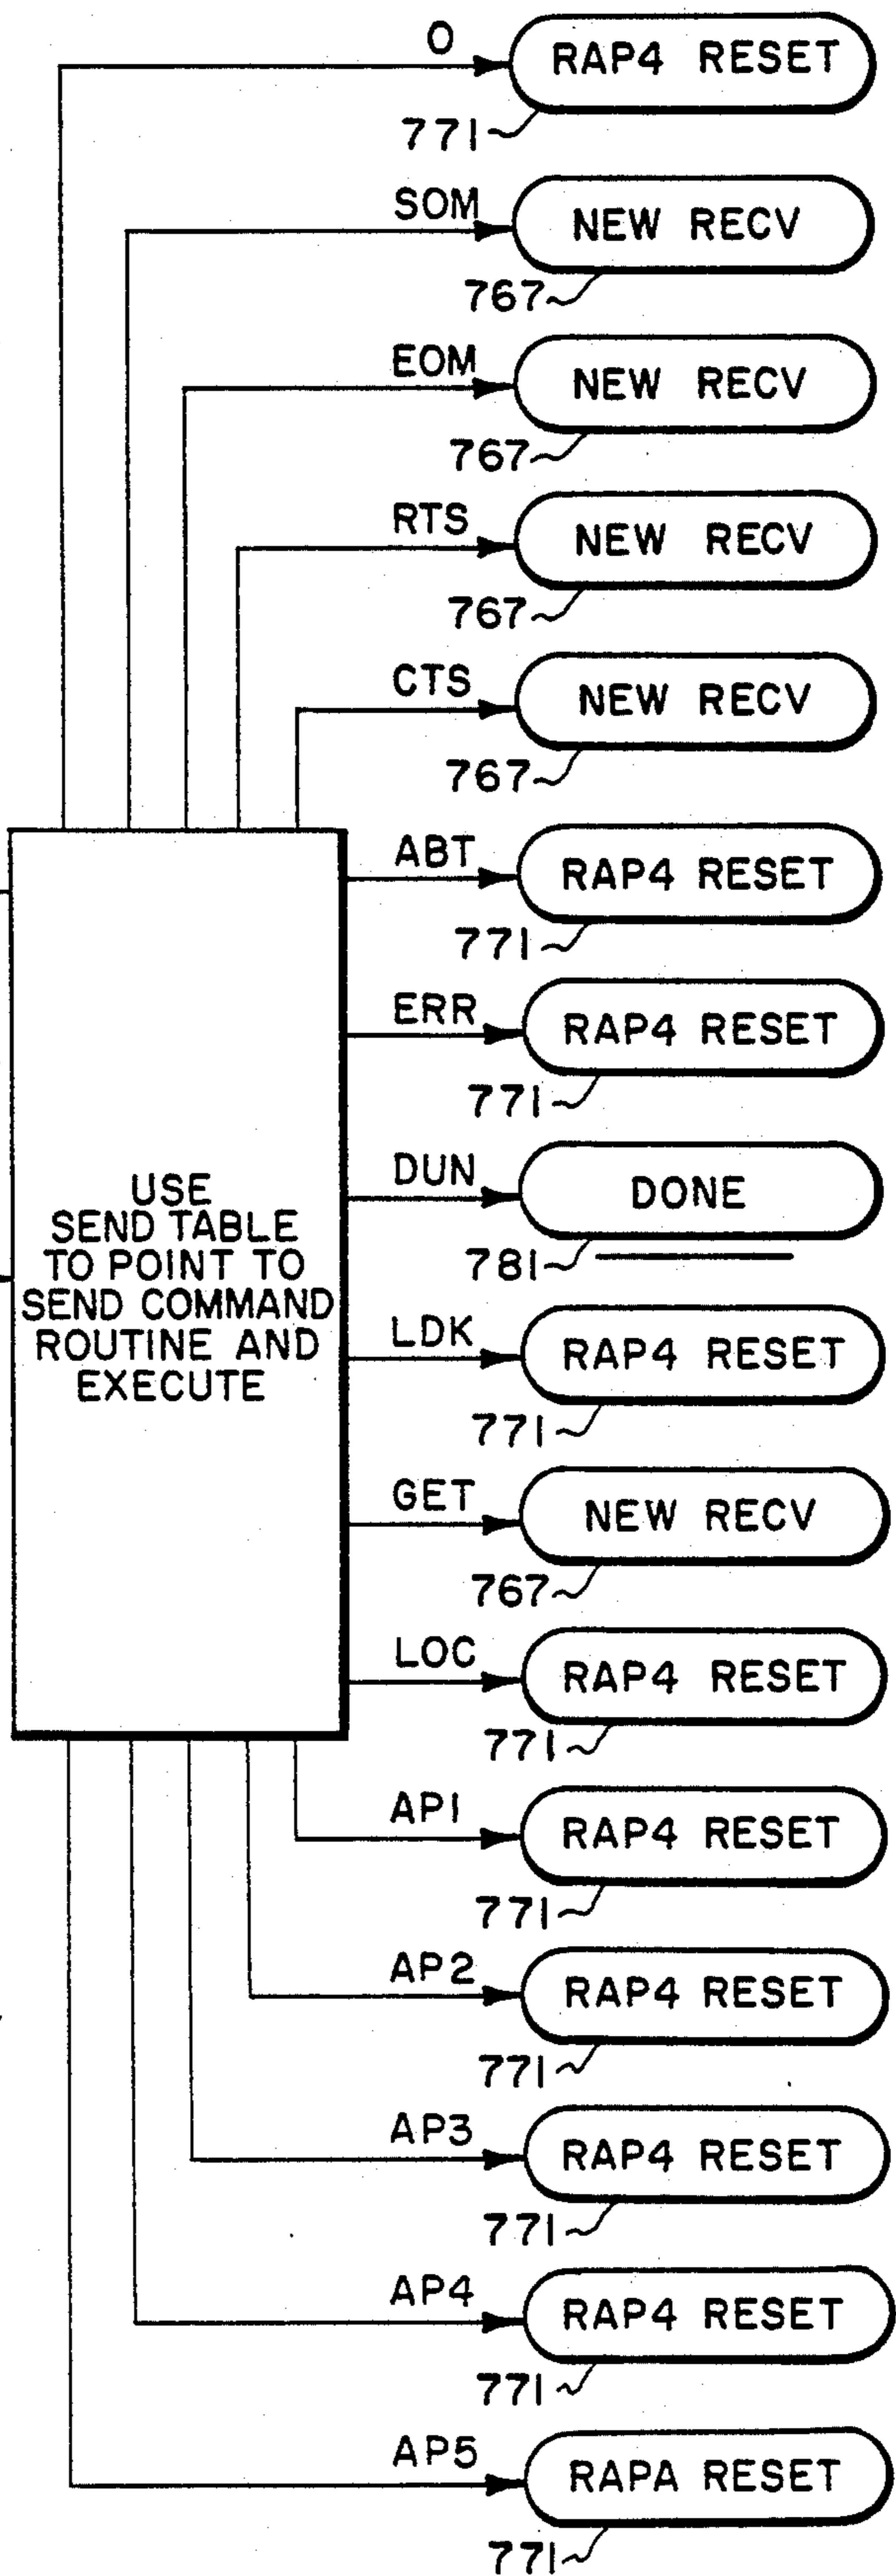 O
RAP4 RESET
771
SOM
NEW RECV
767
EOM
NEW RECV
767
RTS
NEW RECV
767
CTS
NEW RECV
767
ABT
RAP4 RESET
771
ERR
RAP4 RESET
771
DUN
DONE
781
LDK
RAP4 RESET
771
GET
NEW RECV
767
LOC
RAP4 RESET
771
USE
SEND TABLE
TO POINT TO
SEND COMMAND
ROUTINE AND
EXECUTE
AP1
RAP4 RESET
771
AP2
RAP4 RESET
771
AP3
RAP4 RESET
771
AP4
RAP4 RESET
771
AP5
RAPA RESET
771